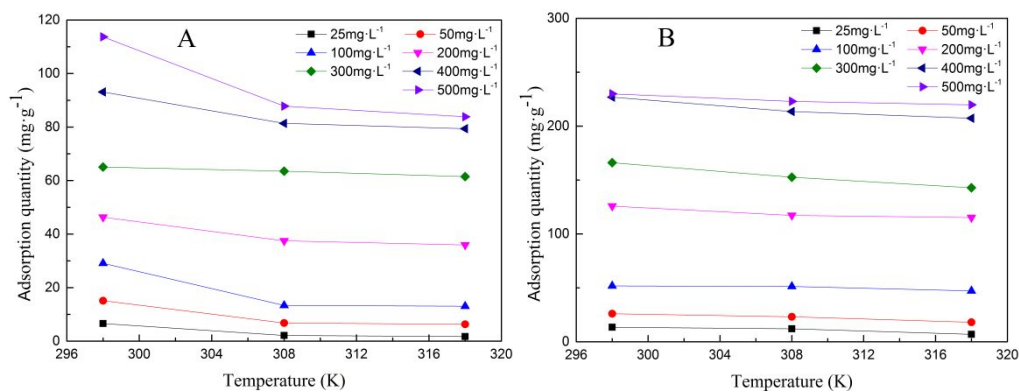 A
25mg·L-1 50mg·L-1
100mg·L-1 200mg·L-1
300mg·L-1 400mg·L-1
500mg·L-1
Adsorption quantity (mg·g-1)
120
100
80
60
40
20
0
296 300 304 308 312 316 320
Temperature (K)
B
25mg·L-1 50mg·L-1
100mg·L-1 200mg·L-1
300mg·L-1 400mg·L-1
500mg·L-1
Adsorption quantity (mg·g-1)
300
200
100
0
296 300 304 308 312 316 320
Temperature (K)